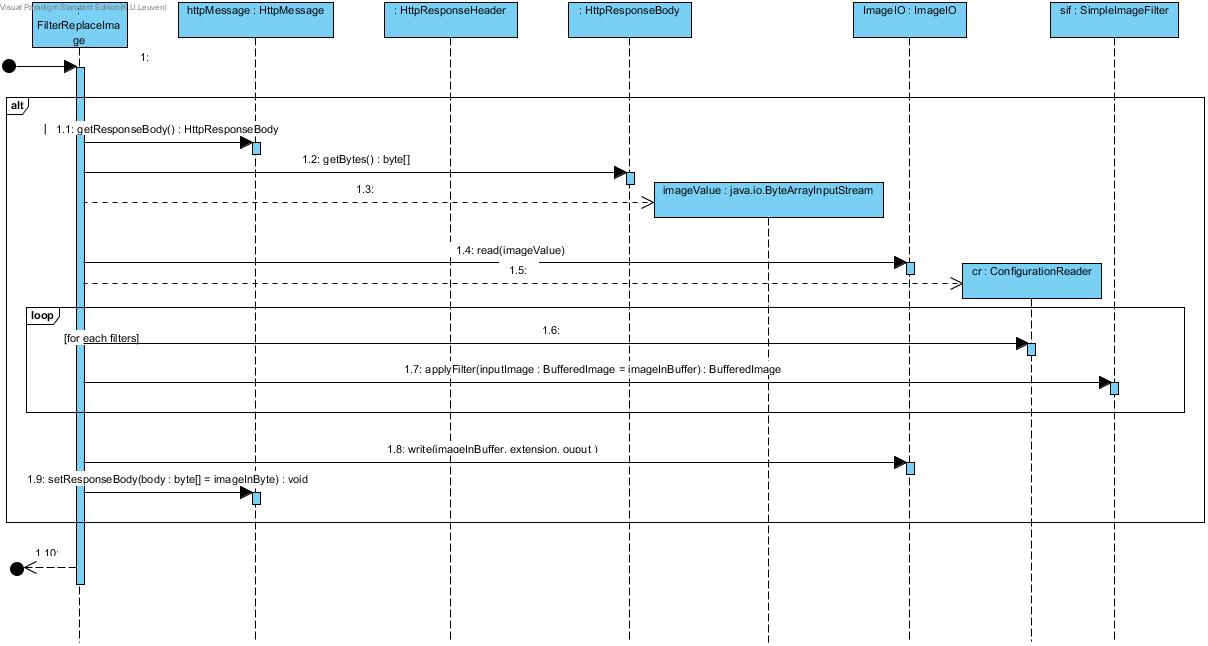 Visual Paradigm Standard Edition(K.U.Leuven)
:
FilterReplaceIma
ge
httpMessage : HttpMessage
: HttpResponseHeader
: HttpResponseBody
ImageIO : ImageIO
sif : SimpleImageFilter
1:
alt
[
1.1: getResponseBody() : HttpResponseBody
1.2: getBytes() : byte[]
1.3:
imageValue : java.io.ByteArrayInputStream
1.4: read(imageValue)
1.5:
cr : ConfigurationReader
loop
[for each filters]
1.6:
1.7: applyFilter(inputImage : BufferedImage = imageInBuffer) : BufferedImage
1.8: write(imageInBuffer, extension, ouput )
1.9: setResponseBody(body : byte[] = imageInByte) : void
1.10: